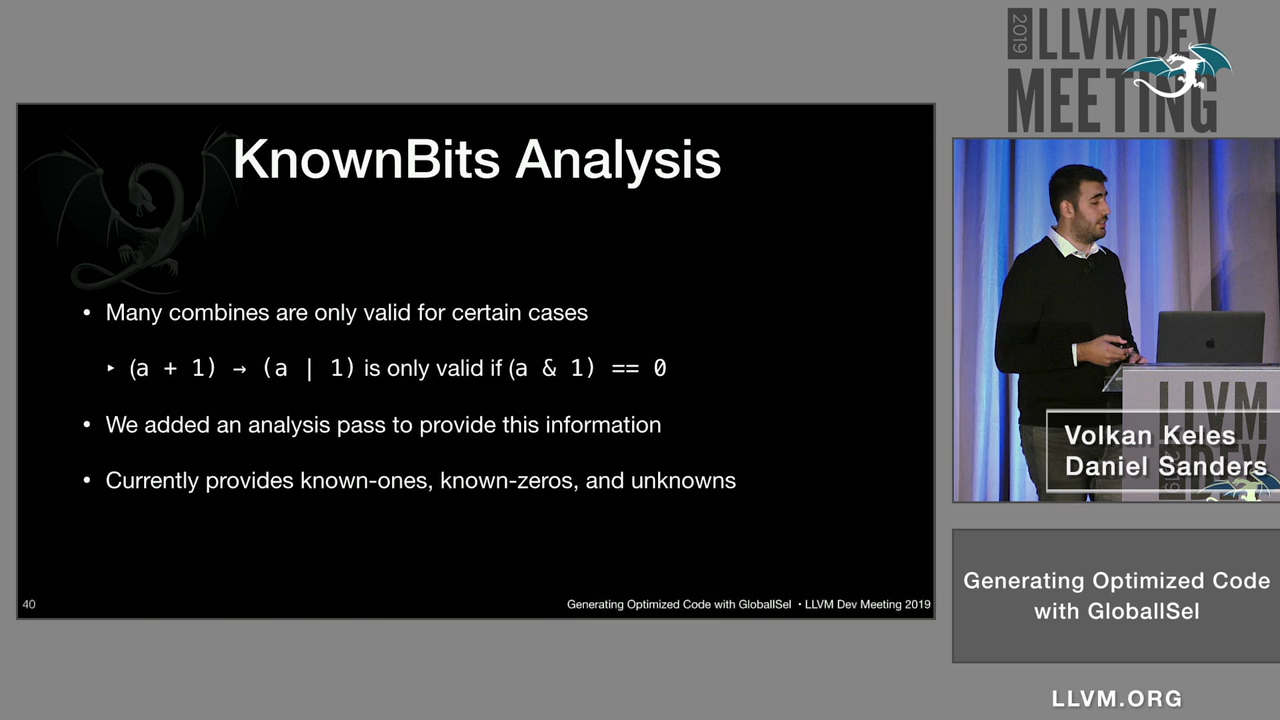 2019 LLVM DEV
MEETING
KnownBits Analysis
• Many combines are only valid for certain cases
‣ (a + 1) → (a | 1) is only valid if (a & 1) == 0
• We added an analysis pass to provide this information
• Currently provides known-ones, known-zeros, and unknowns
40
Generating Optimized Code with GlobalISel • LLVM Dev Meeting 2019
LLVM
DEV
2019
Volkan Keles
Daniel Sanders
Generating Optimized Code
with GlobalISel
LLVM.ORG